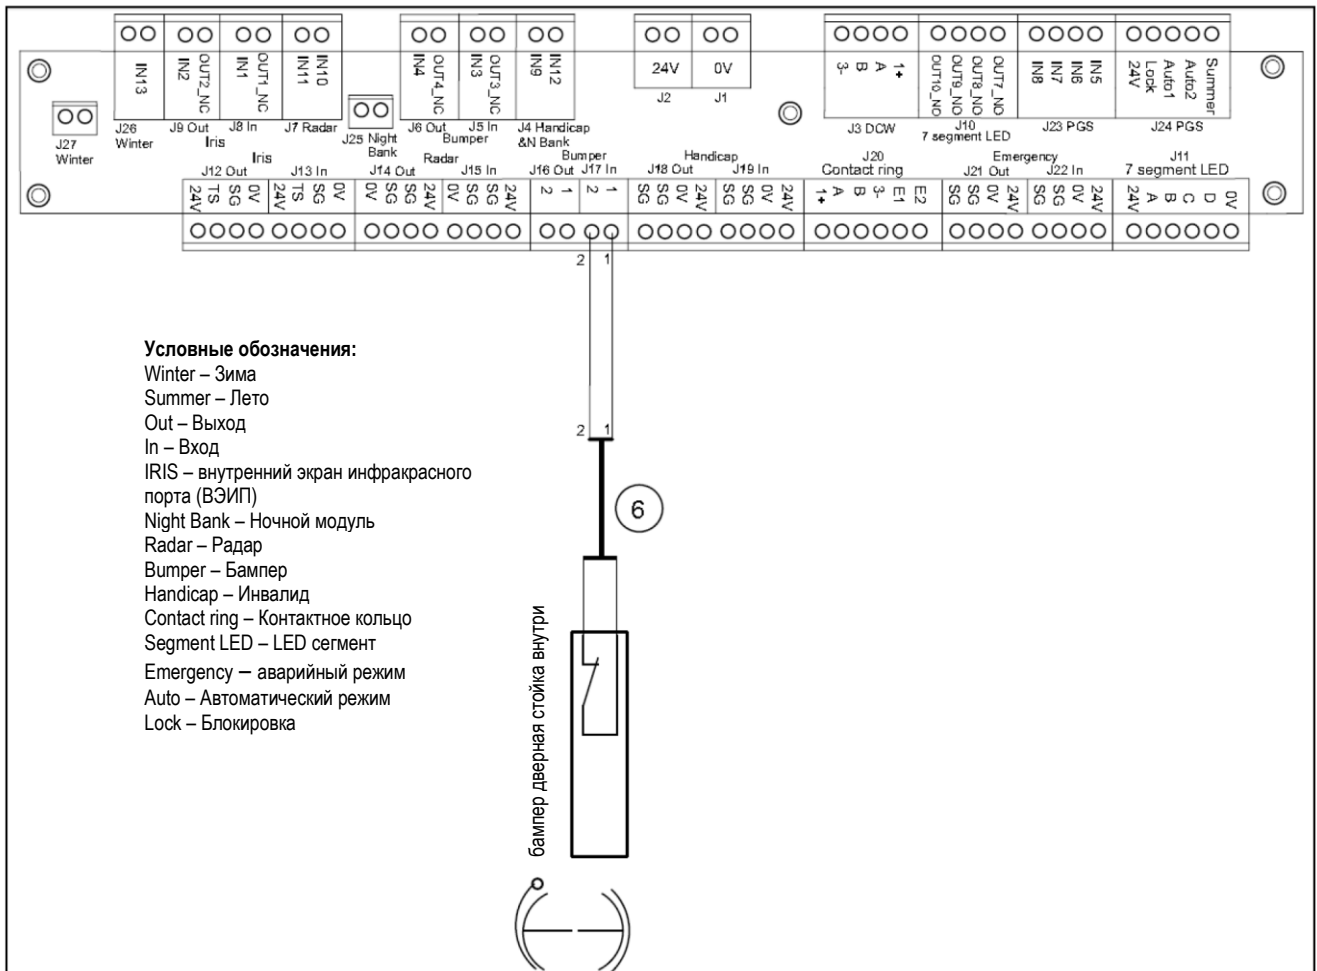 IN13 IN2 OUT2_NC IN1 OUT1_NC IN11 IN10 IN4 OUT4_NC IN3 OUT3_NC IN9 IN12 24V 0V 3- B A 1+ OUT10_NO OUT9_NO OUT8_NO OUT7_NO IN8 IN7 IN6 IN5 24V Lock Auto1 Auto2 Summer
J2 J1
J26 Winter J9 Out J8 In Iris J7 Radar J25 Night Bank J6 Out J5 In Bumper J4 Handicap &N Bank J3 DCW J10 7 segment LED J23 PGS J24 PGS
J27 Winter
Iris Radar Bumper Handicap J20 Contact ring Emergency J11 7 segment LED
J12 Out J13 In J14 Out J15 In J16 Out J17 In J18 Out J19 In J21 Out J22 In
24V TS SG 0V 24V TS SG 0V 0V SG SG 24V 0V SG SG 24V 2 1 2 1 SG SG 0V 24V SG SG 0V 24V 1+ A B 3- E1 E2 SG SG 0V 24V SG SG 0V 24V 24V A B C D 0V
2 1
Условные обозначения:
Winter – Зима
Summer – Лето
Out – Выход
In – Вход
IRIS – внутренний экран инфракрасного
порта (ВЭИП)
Night Bank – Ночной модуль
Radar – Радар
Bumper – Бампер
Handicap – Инвалид
Contact ring – Контактное кольцо
Segment LED – LED сегмент
Emergency – аварийный режим
Auto – Автоматический режим
Lock – Блокировка
2 1
6
бампер дверная стойка внутри